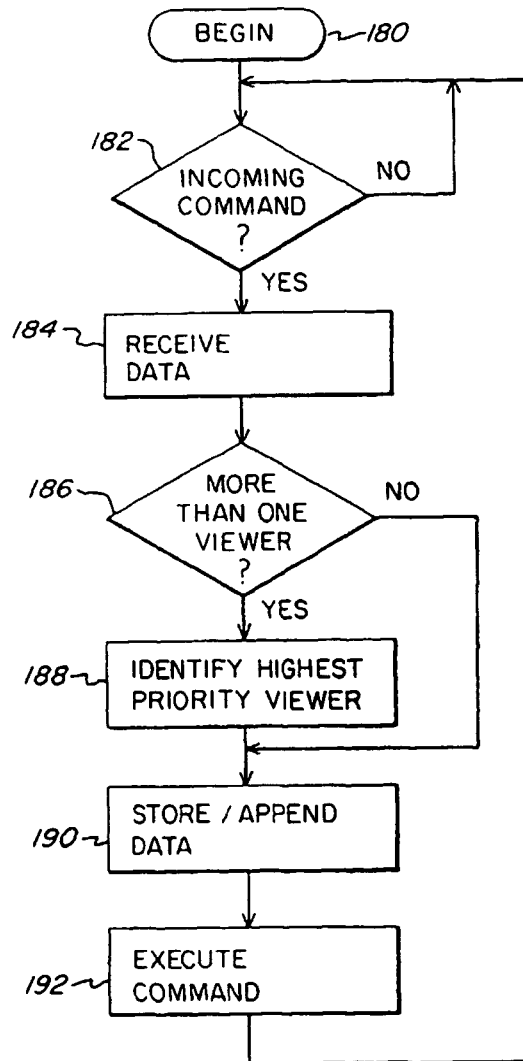 BEGIN 180
182
INCOMING
COMMAND
?
NO
YES
184
RECEIVE
DATA
186
MORE
THAN ONE
VIEWER
?
NO
YES
188
IDENTIFY HIGHEST
PRIORITY VIEWER
190
STORE / APPEND
DATA
192
EXECUTE
COMMAND